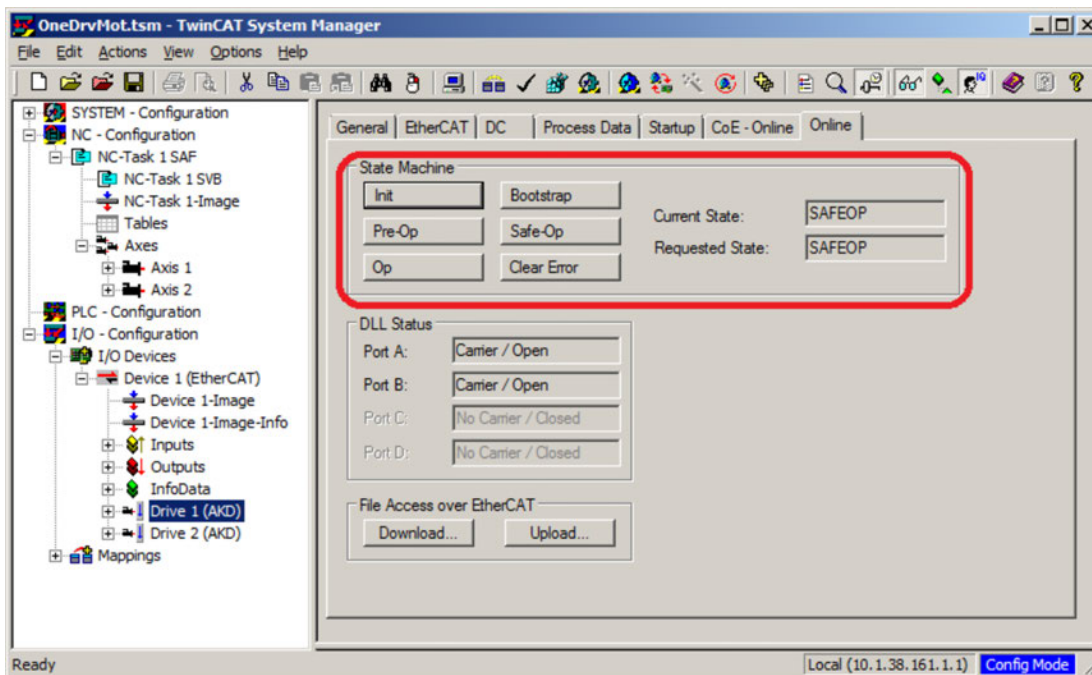 OneDrvMot.tsm - TwinCAT System Manager
File Edit Actions View Options Help
SYSTEM - Configuration
NC - Configuration
NC-Task 1 SAF
NC-Task 1 SVB
NC-Task 1-Image
Tables
Axes
Axis 1
Axis 2
PLC - Configuration
I/O - Configuration
I/O Devices
Device 1 (EtherCAT)
Device 1-Image
Device 1-Image-Info
Inputs
Outputs
InfoData
Drive 1 (AKD)
Drive 2 (AKD)
Mappings
General EtherCAT DC Process Data Startup CoE - Online Online
State Machine
Init Bootstrap
Pre-Op Safe-Op
Op Clear Error
Current State: SAFEOP
Requested State: SAFEOP
DLL Status
Port A: Carrier / Open
Port B: Carrier / Open
Port C: No Carrier / Closed
Port D: No Carrier / Closed
File Access over EtherCAT
Download... Upload...
Ready Local (10.1.38.161.1.1) Config Mode